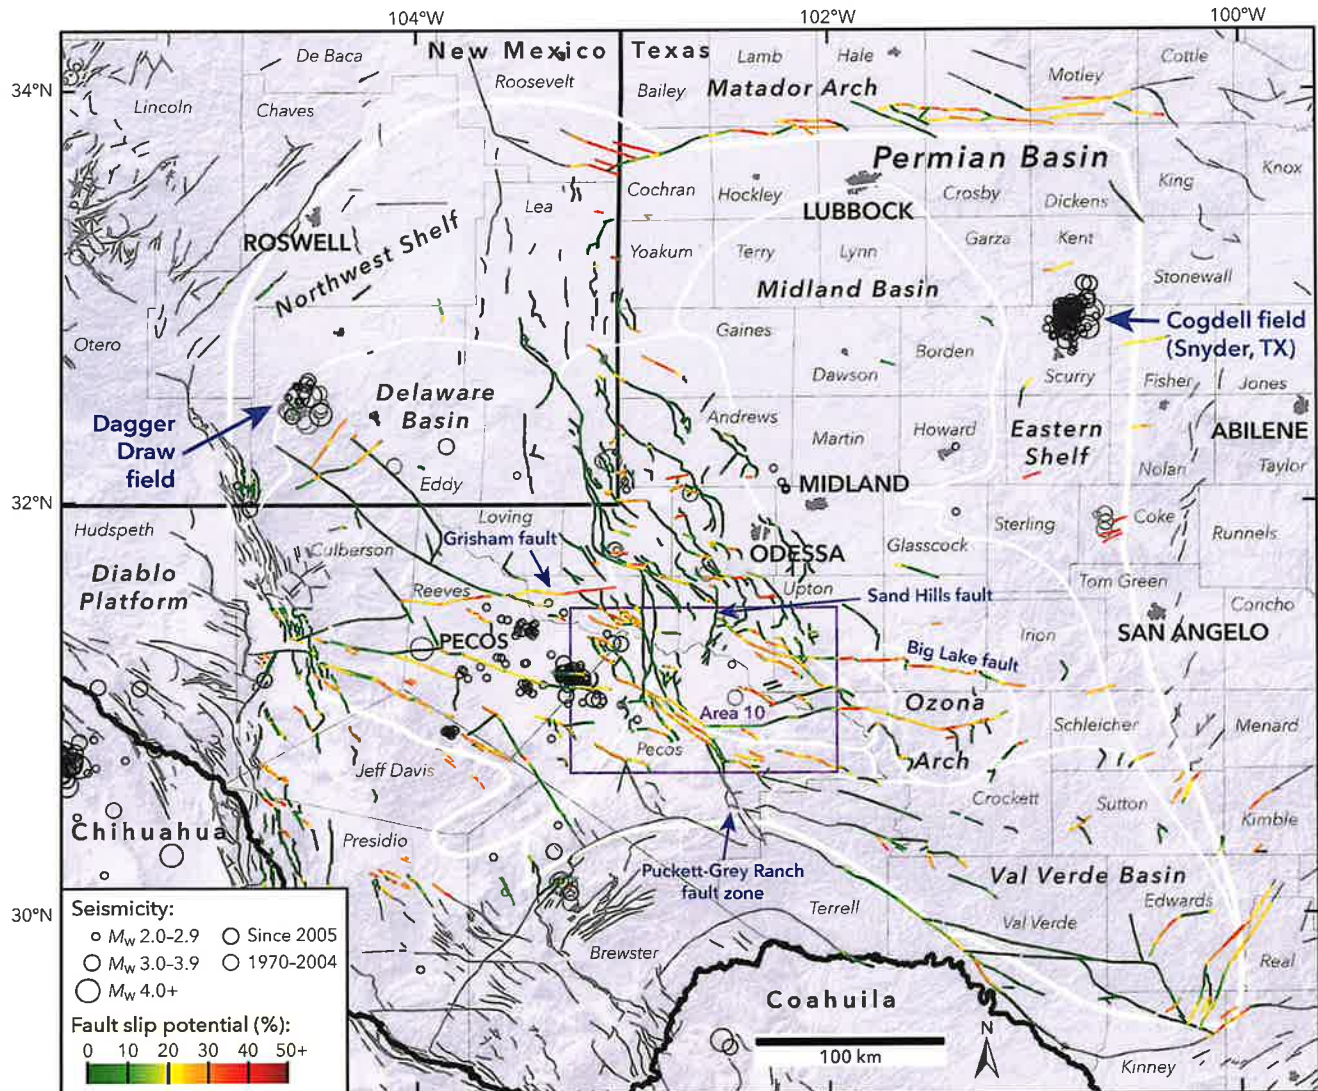 104°W
102°W
100°W
New Mexico
Texas
De Baca
Roosevelt
Lamb
Hale
Cottle
Motley
34°N
Bailey
Matador Arch
Lincoln
Chaves
Permian Basin
Knox
Cochran
Hockley
King
Crosby
Dickens
Lea
LUBBOCK
ROSWELL
Northwest Shelf
Yoakum
Terry
Lynn
Garza
Kent
Stonewall
Midland Basin
Cogdell field
(Snyder, TX)
Otero
Gaines
Borden
Dawson
Scurry
Fisher
Jones
Delaware
Basin
Dagger
Draw
field
Andrews
Martin
Howard
Eastern
Shelf
ABILENE
Nolan
Taylor
Eddy
MIDLAND
32°N
Hudspeth
Loving
Grisham fault
Culberson
ODESSA
Glasscock
Sterling
Coke
Runnels
Diablo
Platform
Reeves
Upton
Sand Hills fault
Tom Green
Concho
PECOS
Irion
SAN ANGELO
Big Lake fault
Area 10
Ozona
Arch
Schleicher
Menard
Pecos
Jeff Davis
Crockett
Sutton
Kimble
Chihuahua
Presidio
Puckett-Grey Ranch
fault zone
Val Verde Basin
Edwards
30°N
Terrell
Val Verde
Brewster
Real
Coahuila
N
100 km
Kinney
Seismicity:
Mw 2.0–2.9
Since 2005
Mw 3.0–3.9
1970–2004
Mw 4.0+
Fault slip potential (%):
0 10 20 30 40 50+